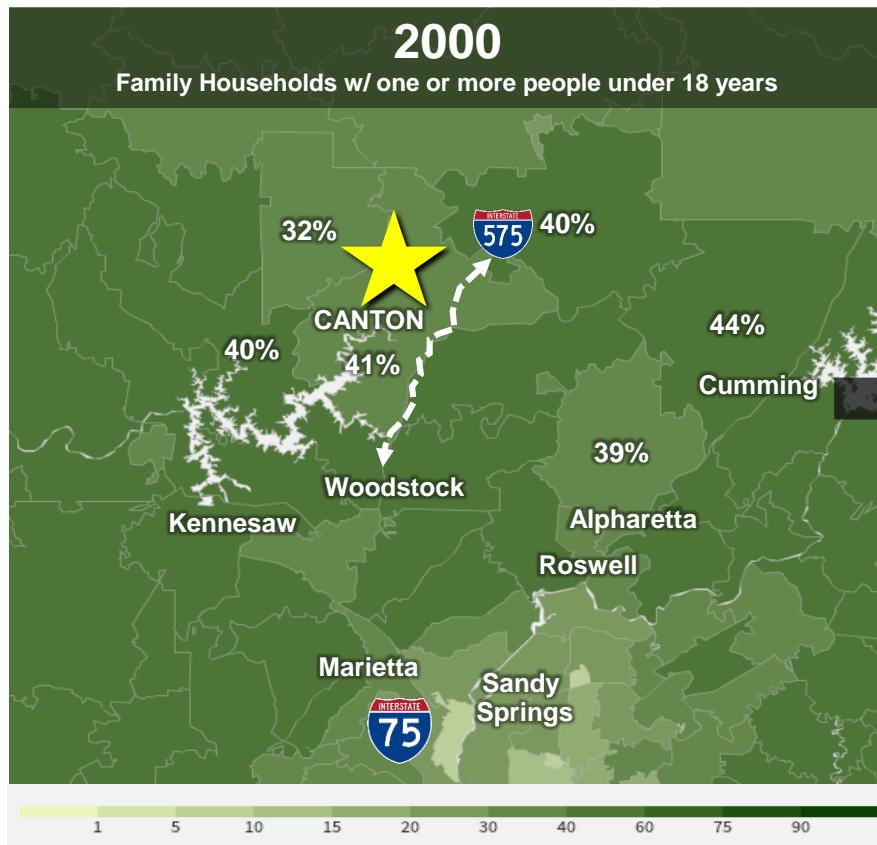 2000
Family Households w/ one or more people under 18 years
32%
INTERSTATE
575
40%
CANTON
44%
40%
41%
Cumming
39%
Woodstock
Kennesaw
Alpharetta
Roswell
Marietta
Sandy
Springs
INTERSTATE
75
1 5 10 15 20 30 40 60 75 90